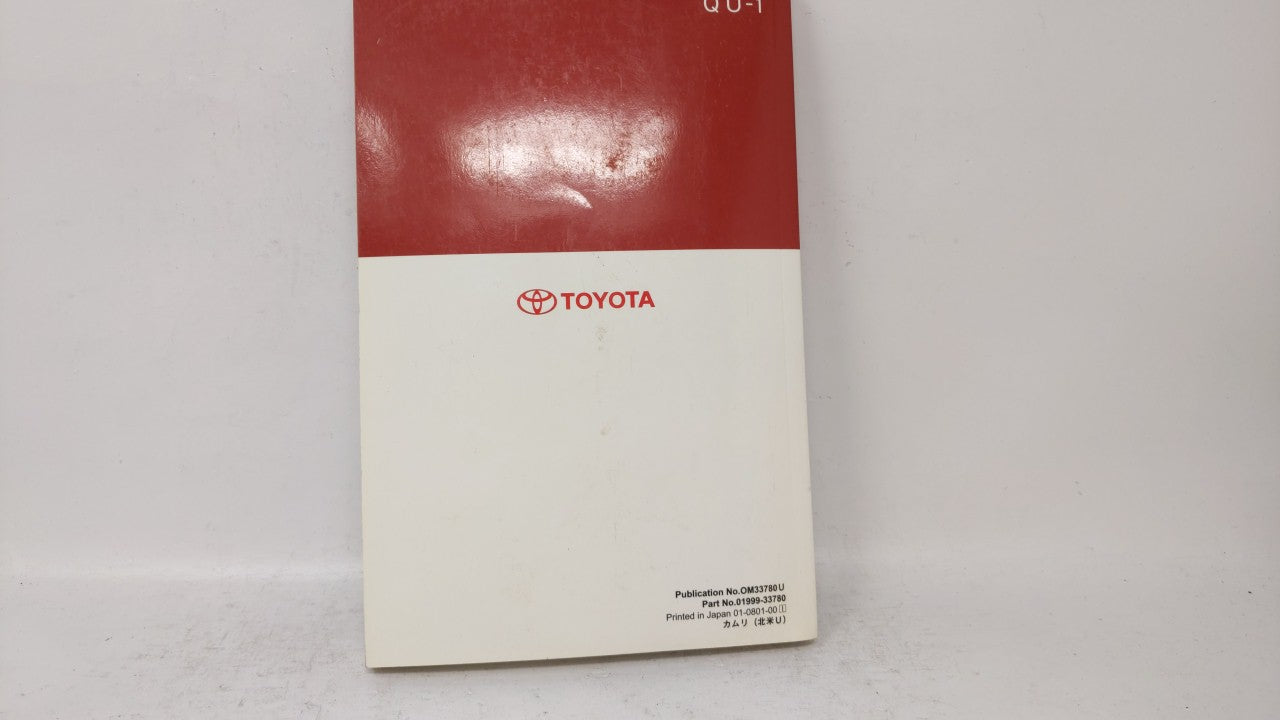 QU-1
TOYOTA
Publication No.OM33780U
Part No.01999-33780
Printed in Japan 01-0801-00
カムリ（北米U）